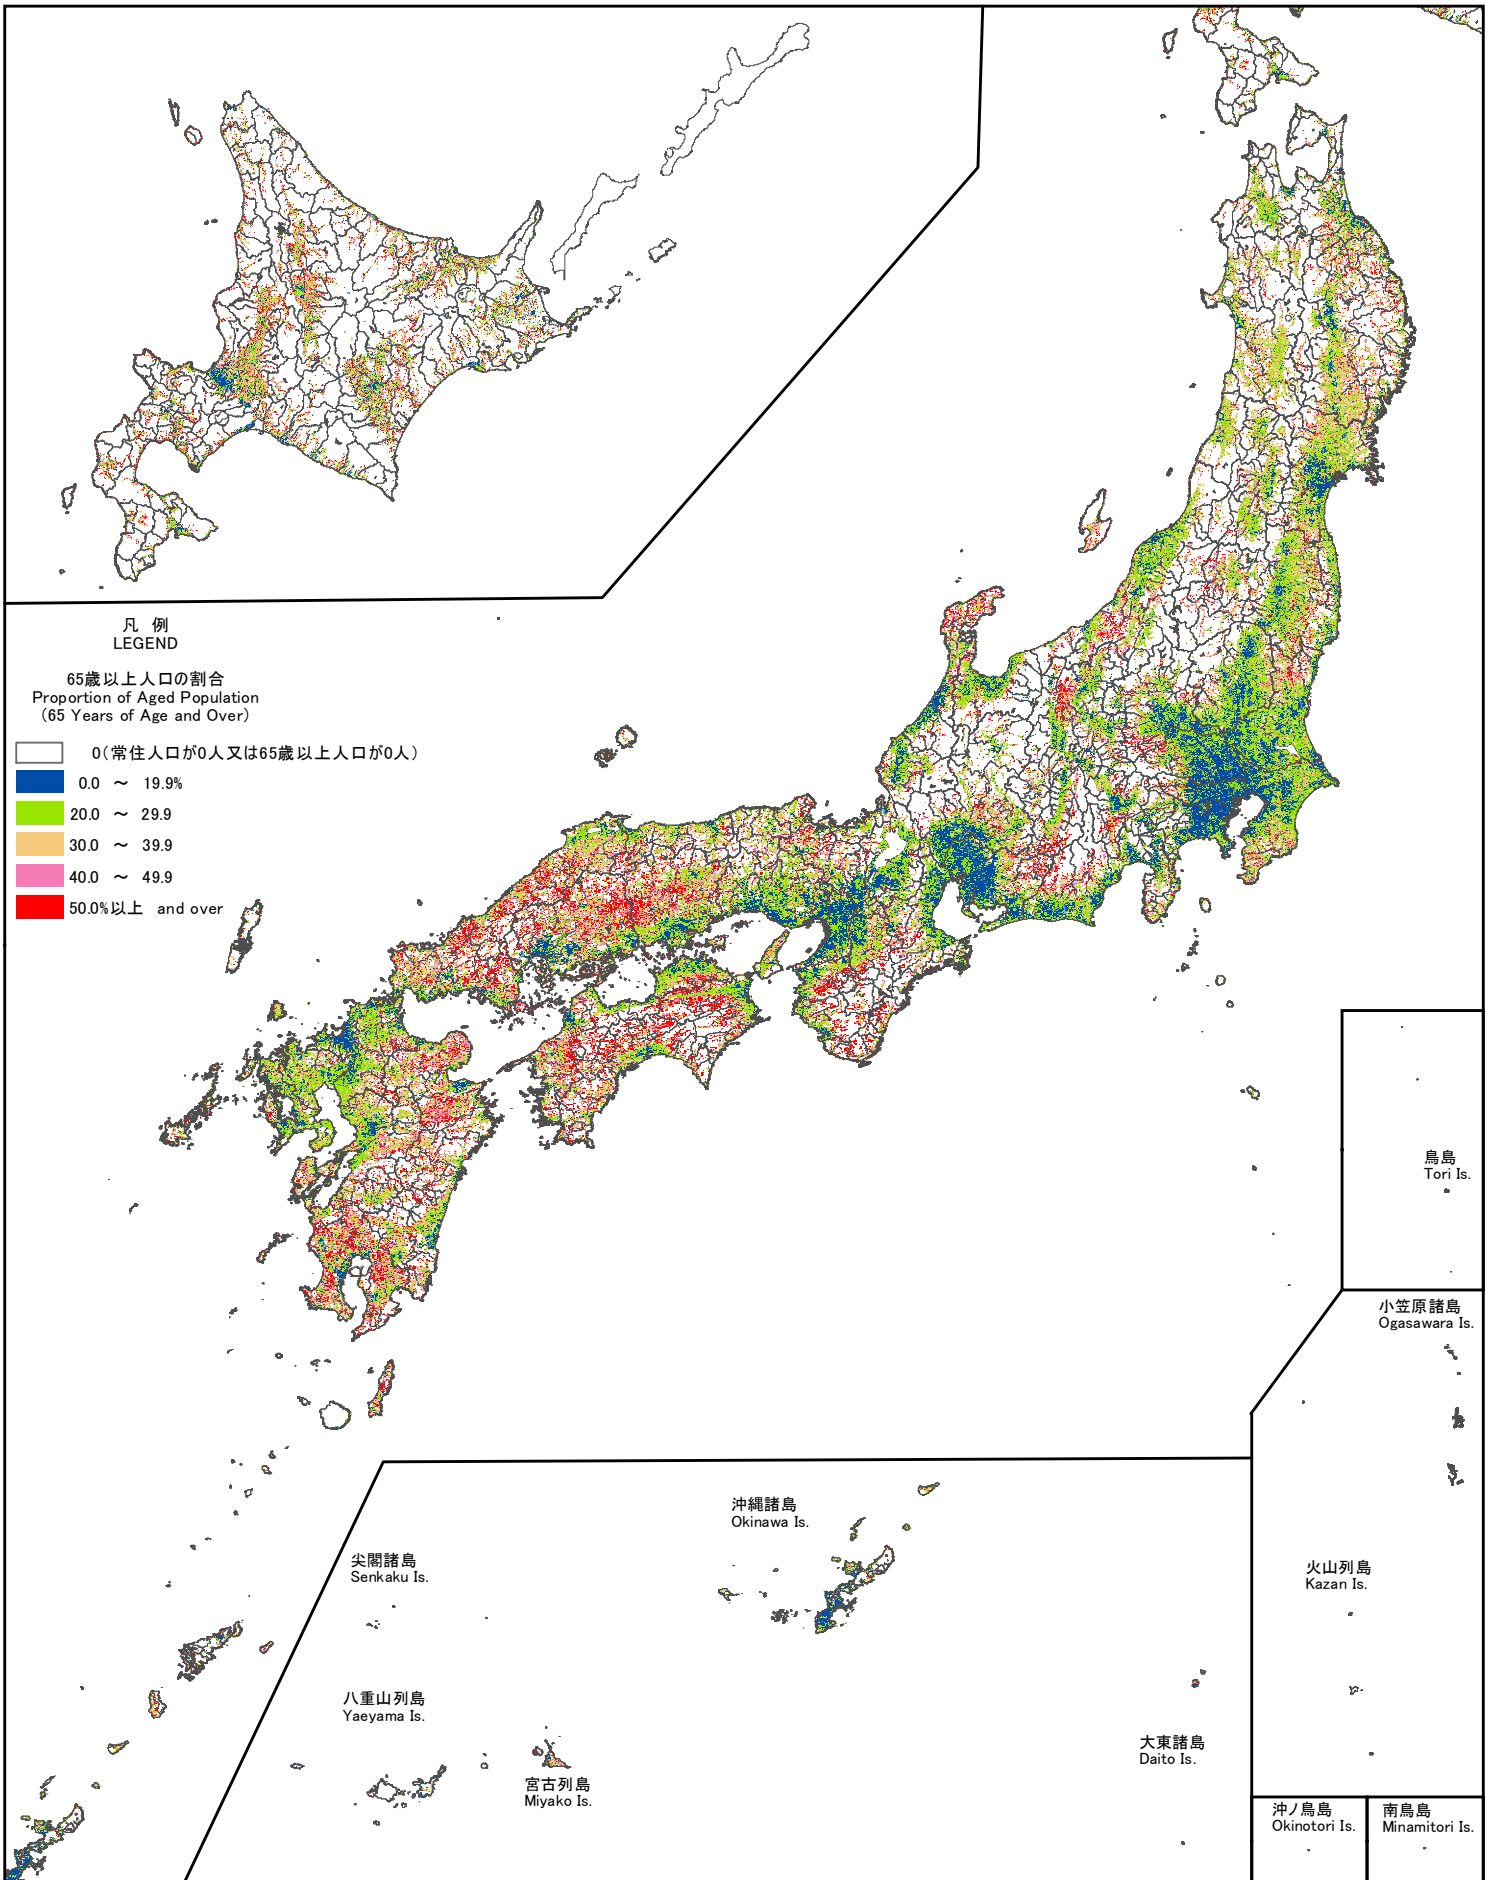 凡 例
LEGEND
65歳以上人口の割合
Proportion of Aged Population
(65 Years of Age and Over)
0(常住人口が0人又は65歳以上人口が0人)
0.0 ～ 19.9%
20.0 ～ 29.9
30.0 ～ 39.9
40.0 ～ 49.9
50.0%以上 and over
鳥島
Tori Is.
小笠原諸島
Ogasawara Is.
沖縄諸島
Okinawa Is.
尖閣諸島
Senkaku Is.
火山列島
Kazan Is.
八重山列島
Yaeyama Is.
大東諸島
Daito Is.
宮古列島
Miyako Is.
沖ノ鳥島
Okinotori Is.
南鳥島
Minamitori Is.